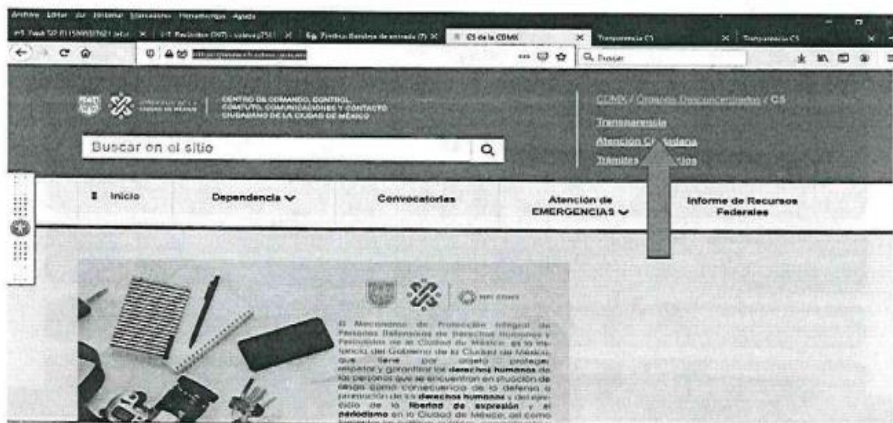 Archivo Editar Ver Historial Marcadores Herramientas Ayuda
C5 de la CDMX
Transparencia C5
Transparencia C5
Buscar
CENTRO DE COMANDO, CONTROL,
CÓMPUTO, COMUNICACIONES Y CONTACTO
CIUDADANO DE LA CIUDAD DE MÉXICO
CDMX / Órganos Desconcentrados / C5
Transparencia
Atención Ciudadana
Trámites
Buscar en el sitio
Inicio
Dependencia
Convocatorias
Atención de
EMERGENCIAS
Informe de Recursos
Federales
El Mecanismo de Protección Integral de
Personas Defensoras de Derechos Humanos y
Periodistas de la Ciudad de México, es la ins-
tancia del Gobierno de la Ciudad de México,
que tiene por objeto proteger,
respetar y garantizar los derechos humanos de
las personas que se encuentran en situación de
riesgo como consecuencia de la defensa o
promoción de los derechos humanos y del ejer-
cicio de la libertad de expresión y el
periodismo en la Ciudad de México; así como